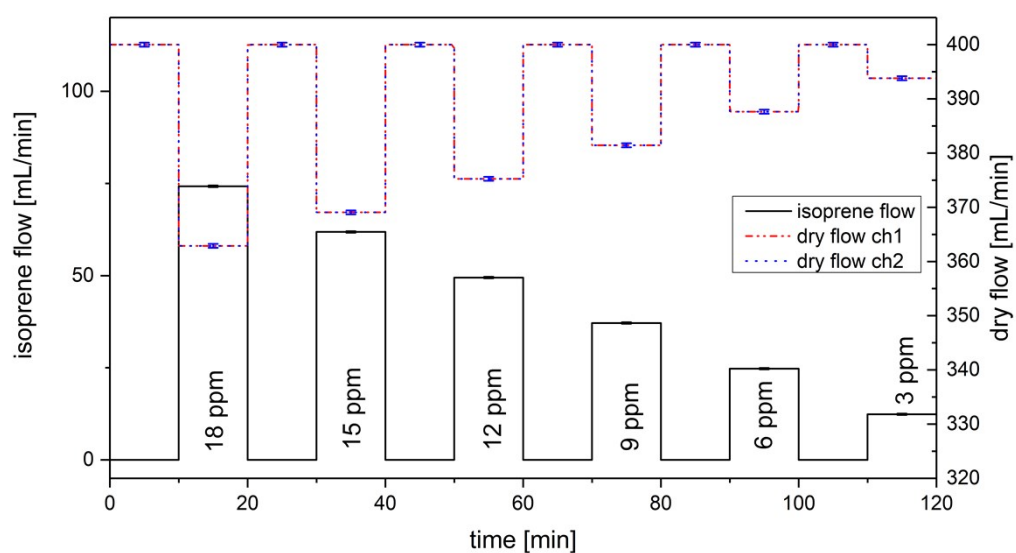 isoprene flow [mL/min]
100
50
0
18 ppm
15 ppm
12 ppm
9 ppm
6 ppm
3 ppm
isoprene flow
dry flow ch1
dry flow ch2
400
390
380
370
360
350
340
330
320
dry flow [mL/min]
0 20 40 60 80 100 120
time [min]